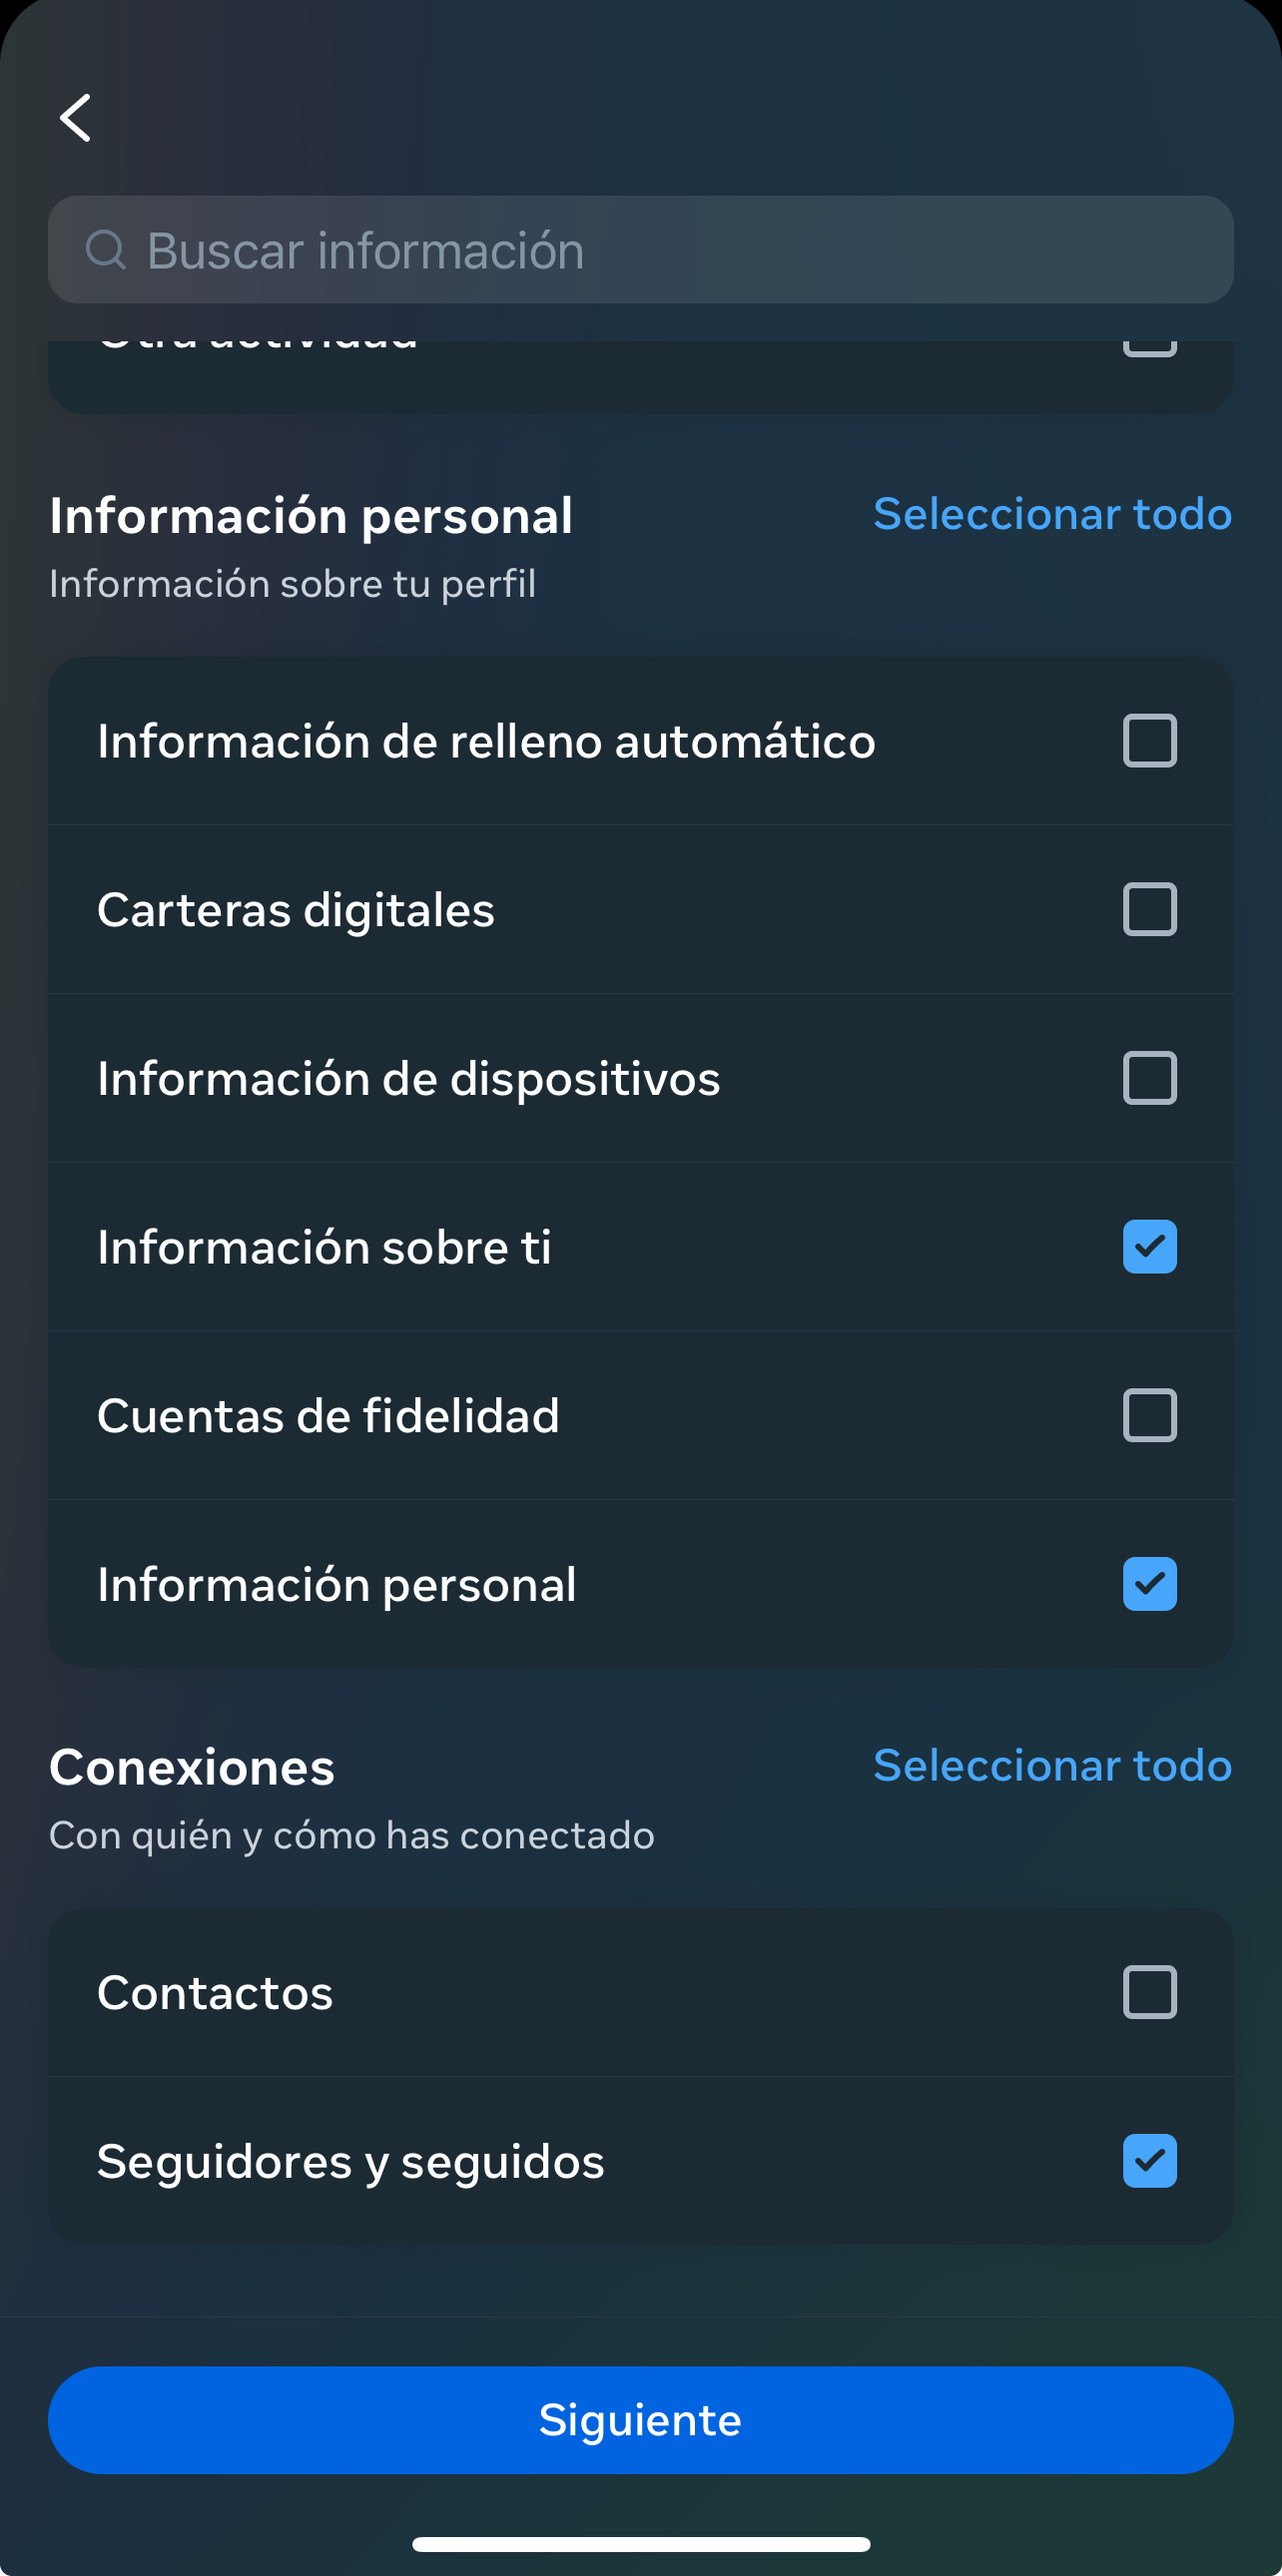 Buscar información
Otra actividad
Información personal
Seleccionar todo
Información sobre tu perfil
Información de relleno automático
Carteras digitales
Información de dispositivos
Información sobre ti
Cuentas de fidelidad
Información personal
Conexiones
Seleccionar todo
Con quién y cómo has conectado
Contactos
Seguidores y seguidos
Siguiente